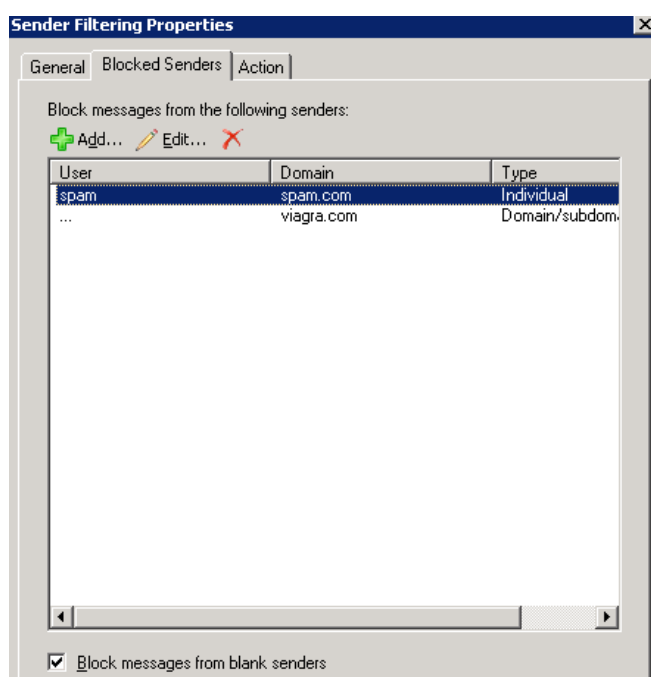 Sender Filtering Properties
General Blocked Senders Action
Block messages from the following senders:
Add... Edit...
User Domain Type
spam spam.com Individual
... viagra.com Domain/subdom
Block messages from blank senders